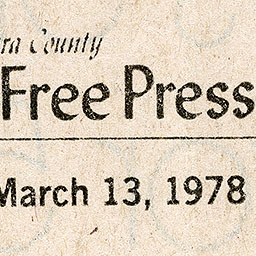 ra County
Free Press
March 13, 1978